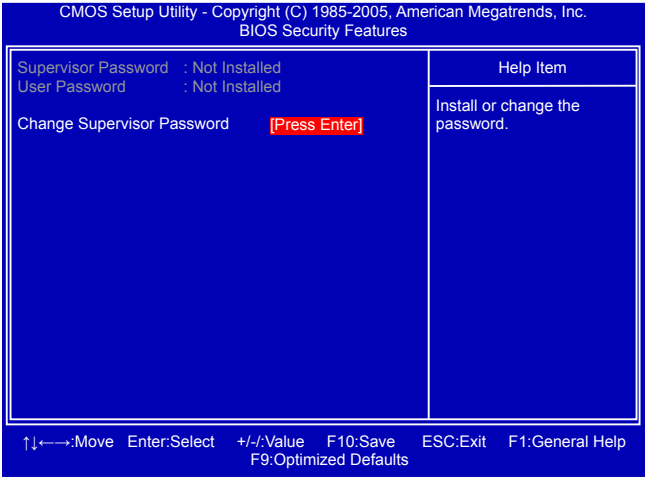 CMOS Setup Utility - Copyright (C) 1985-2005, American Megatrends, Inc.
BIOS Security Features
Supervisor Password : Not Installed
User Password : Not Installed
Change Supervisor Password [Press Enter]
Help Item
Install or change the
password.
↑↓←→:Move Enter:Select +/-/:Value F10:Save ESC:Exit F1:General Help
F9:Optimized Defaults